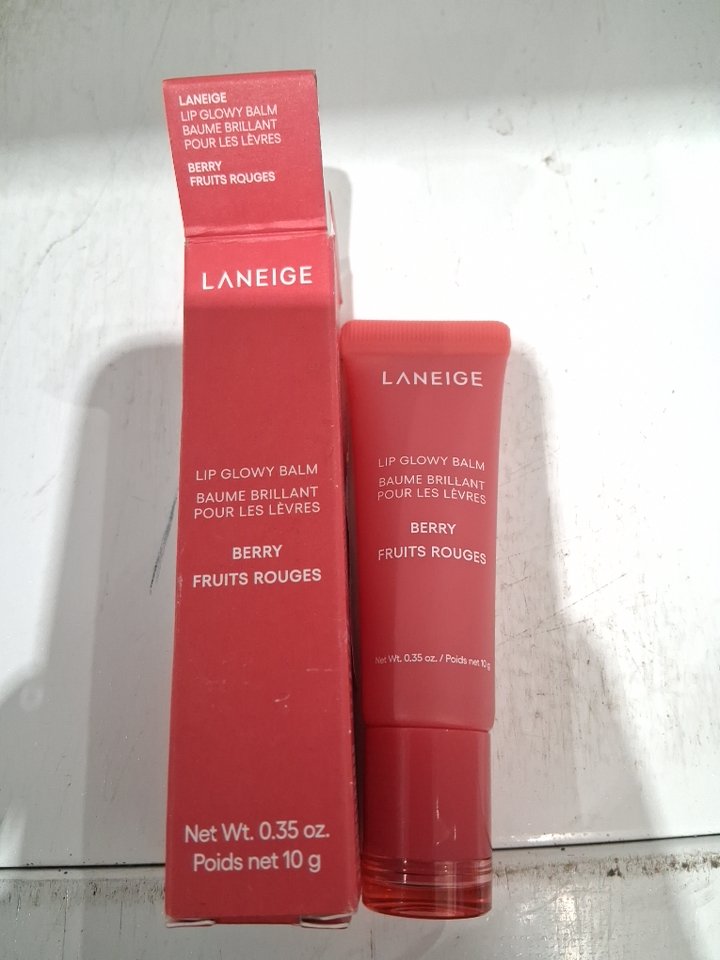 LANEIGE
LIP GLOWY BALM
BAUME BRILLANT
POUR LES LÈVRES
BERRY
FRUITS ROUGES
LANEIGE
LIP GLOWY BALM
BAUME BRILLANT
POUR LES LÈVRES
BERRY
FRUITS ROUGES
Net Wt. 0.35 oz.
Poids net 10 g
LANEIGE
LIP GLOWY BALM
BAUME BRILLANT
POUR LES LÈVRES
BERRY
FRUITS ROUGES
Net Wt. 0.35 oz. / Poids net 10 g